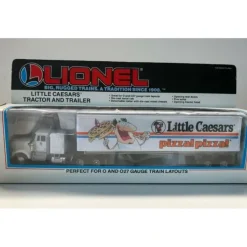 LIONEL
BIG, RUGGED TRAINS. A TRADITION SINCE 1900.
LITTLE CAESARS
TRACTOR AND TRAILER
Little Caesars
pizza! pizza!
PERFECT FOR O AND O27 GAUGE TRAIN LAYOUTS